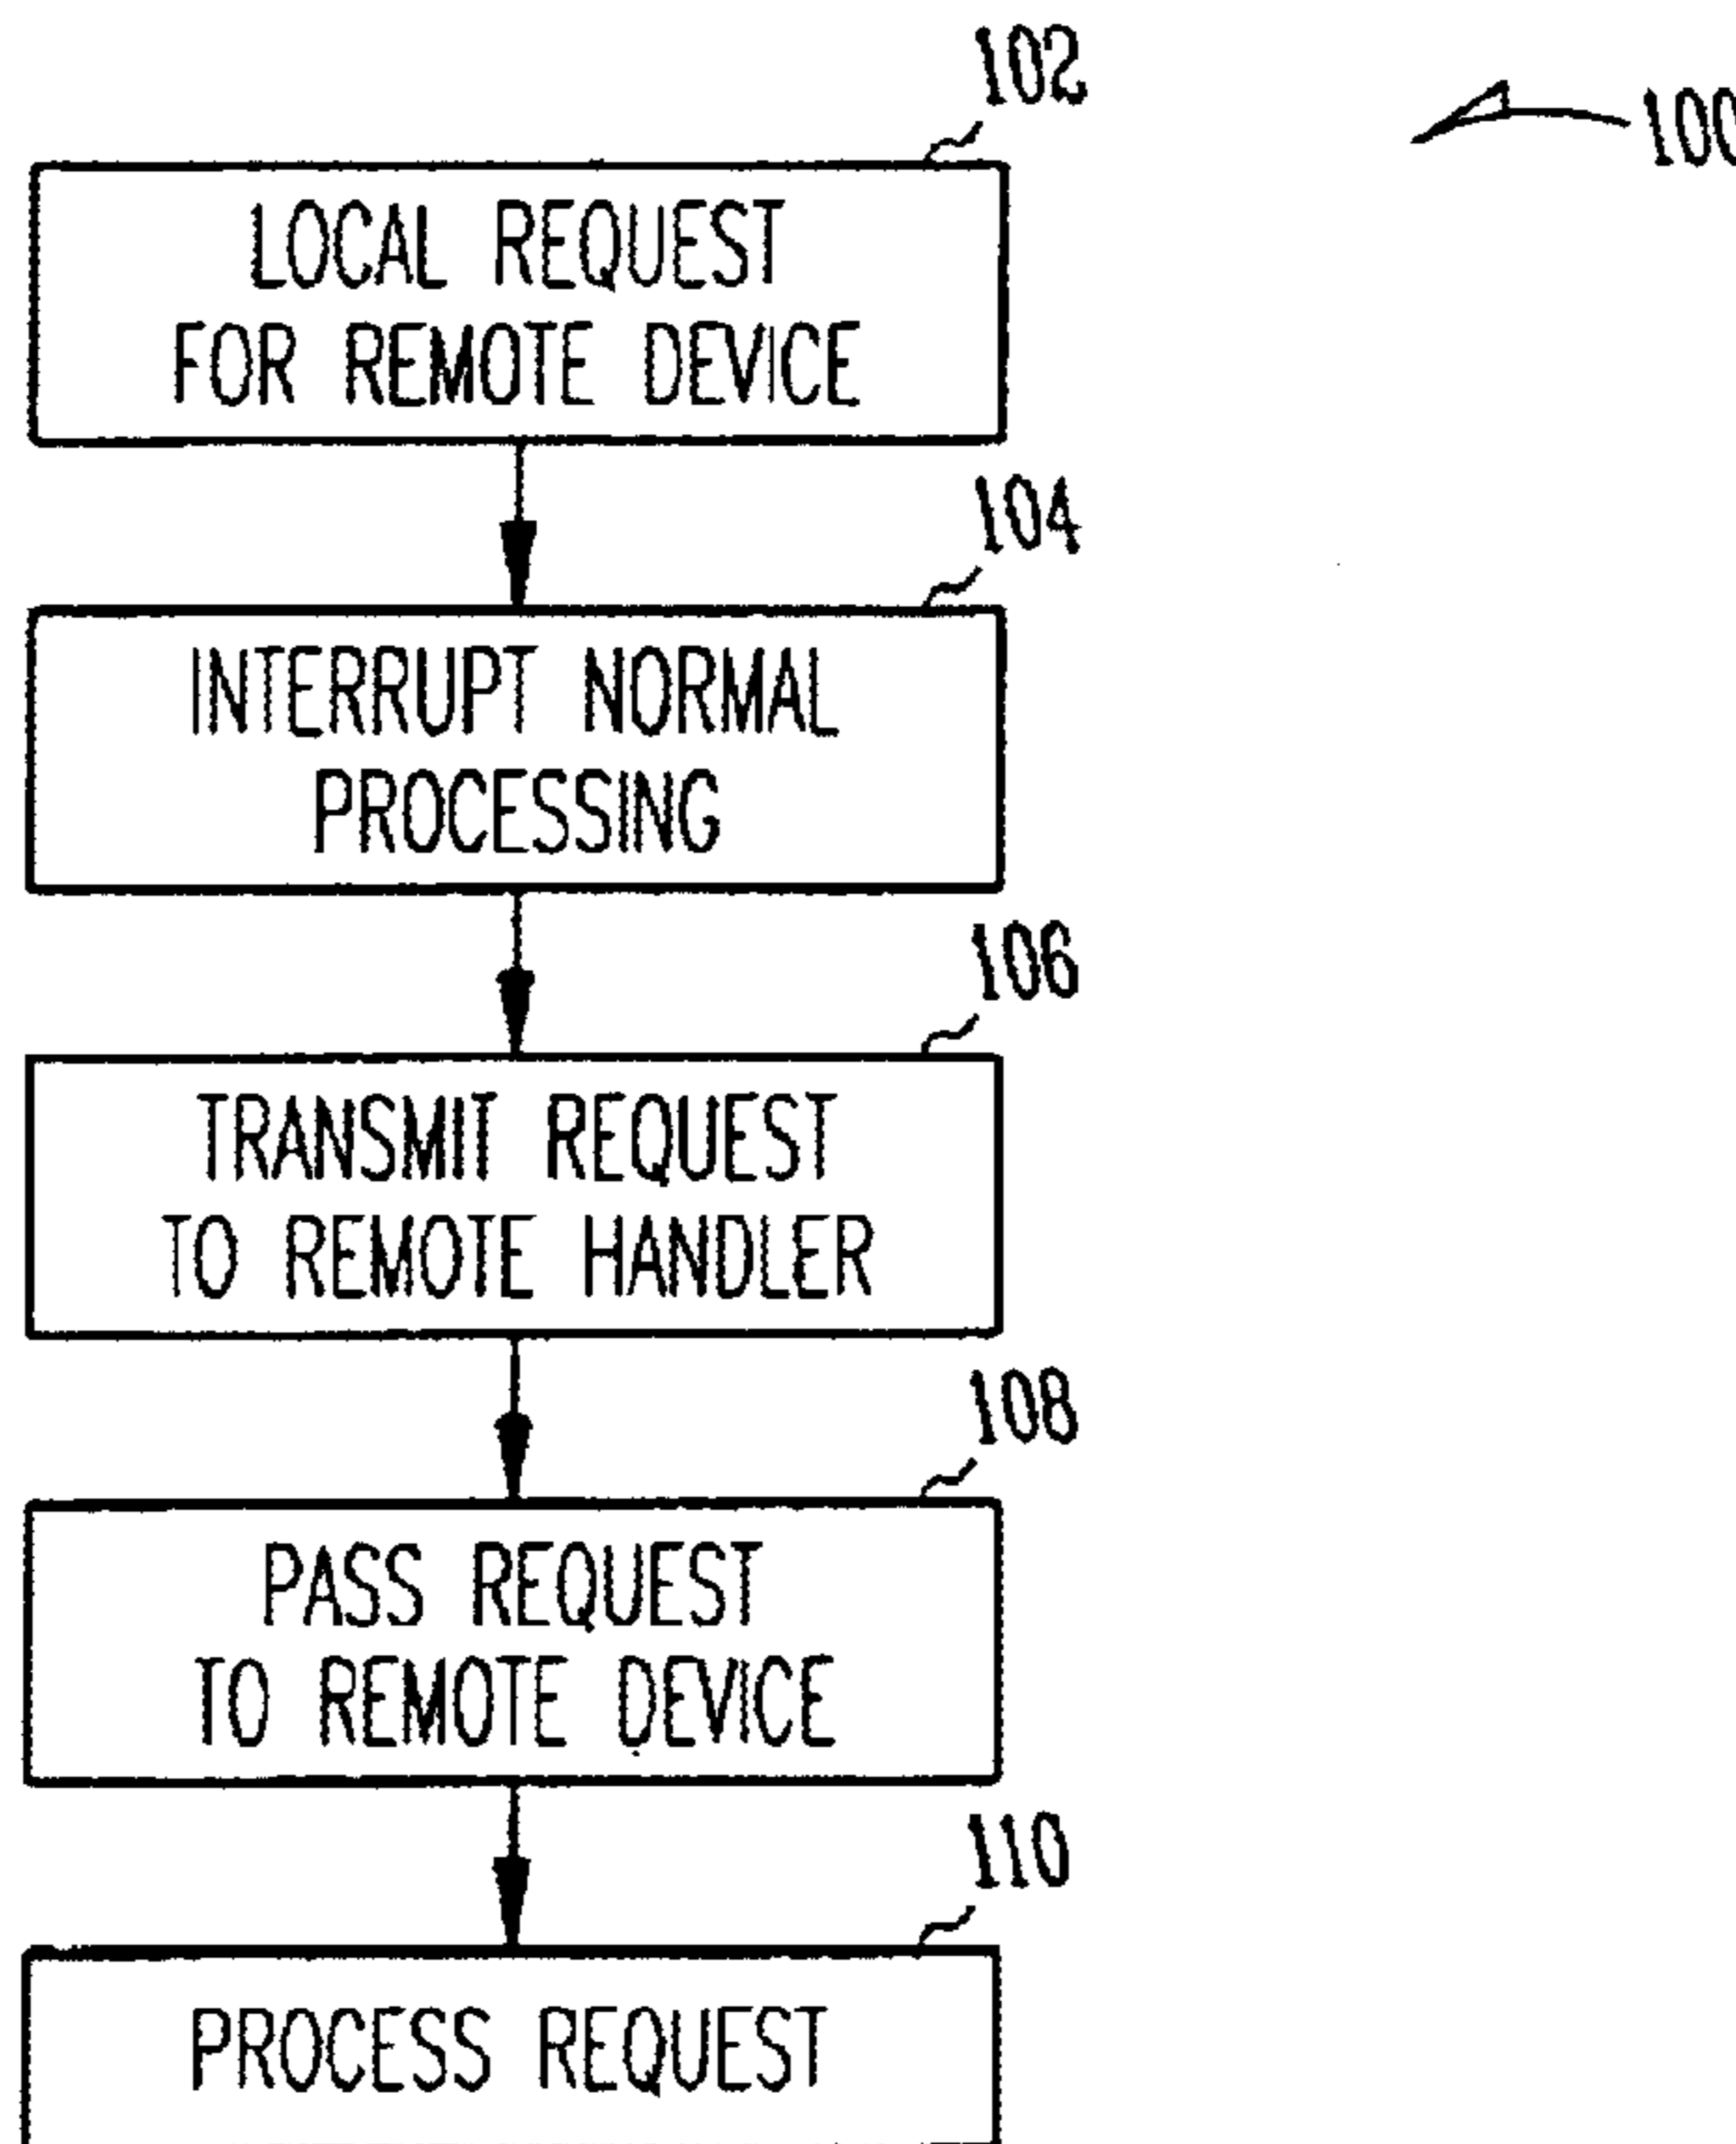 102
100
LOCAL REQUEST
FOR REMOTE DEVICE
104
INTERRUPT NORMAL
PROCESSING
106
TRANSMIT REQUEST
TO REMOTE HANDLER
108
PASS REQUEST
TO REMOTE DEVICE
110
PROCESS REQUEST